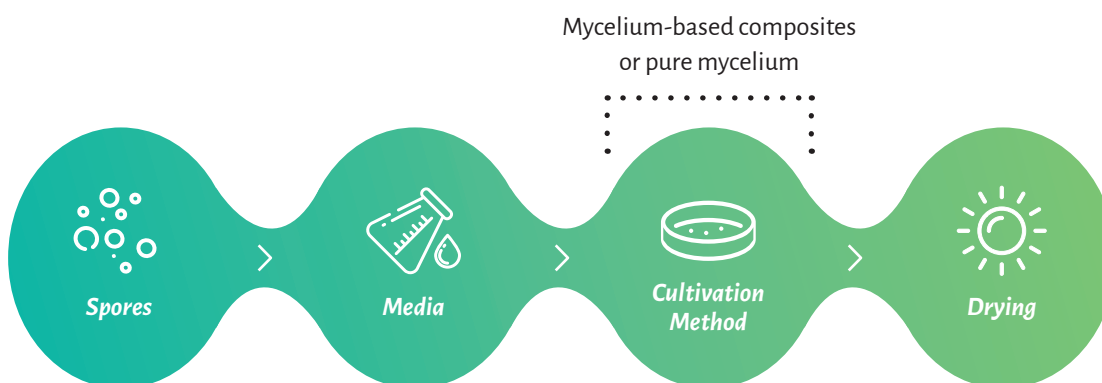 Mycelium-based composites
or pure mycelium
Spores
Media
Cultivation
Method
Drying